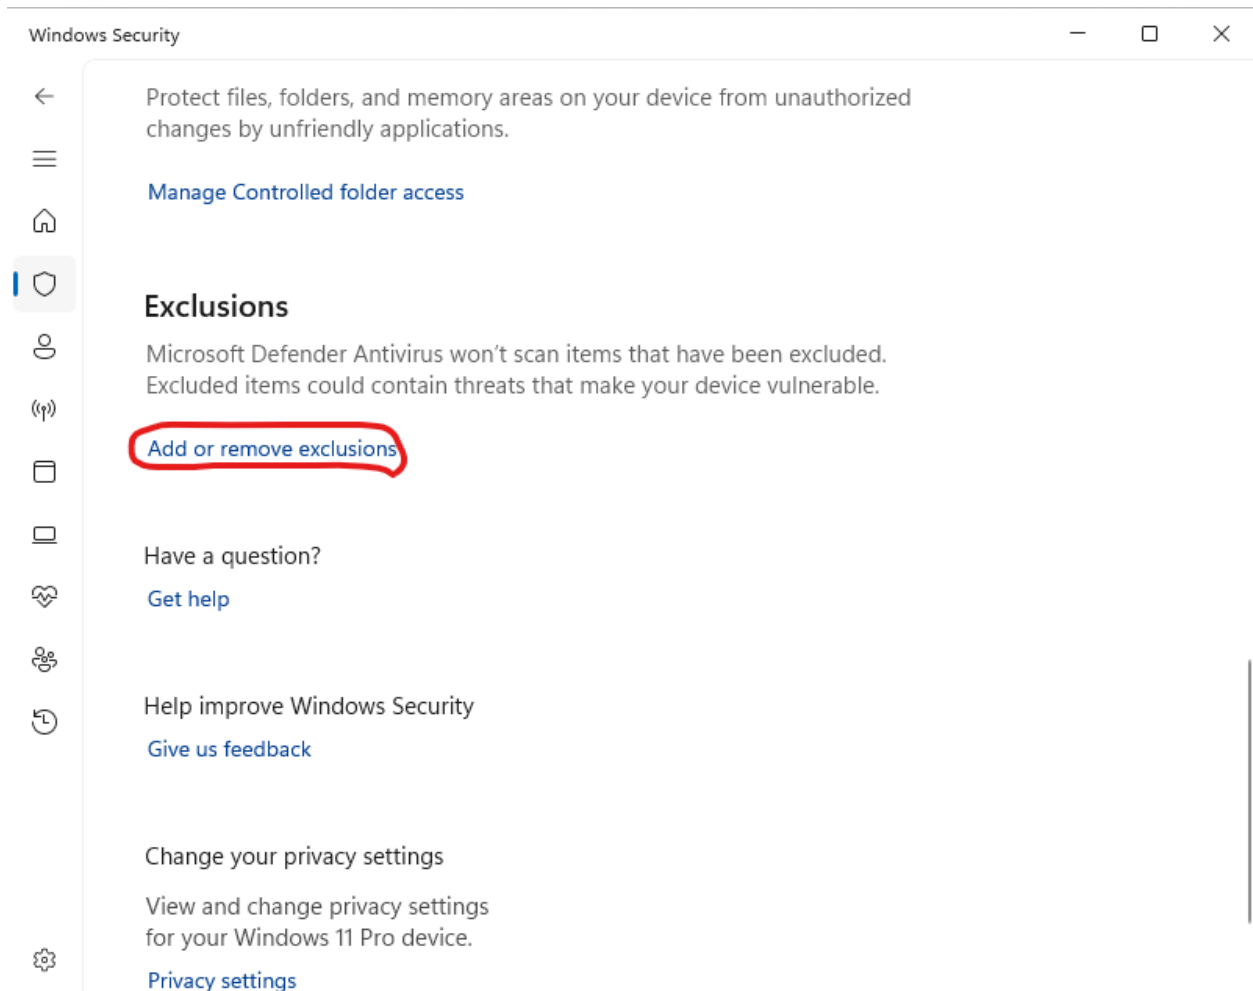 Windows Security
Protect files, folders, and memory areas on your device from unauthorized
changes by unfriendly applications.
Manage Controlled folder access
Exclusions
Microsoft Defender Antivirus won’t scan items that have been excluded.
Excluded items could contain threats that make your device vulnerable.
Add or remove exclusions
Have a question?
Get help
Help improve Windows Security
Give us feedback
Change your privacy settings
View and change privacy settings
for your Windows 11 Pro device.
Privacy settings